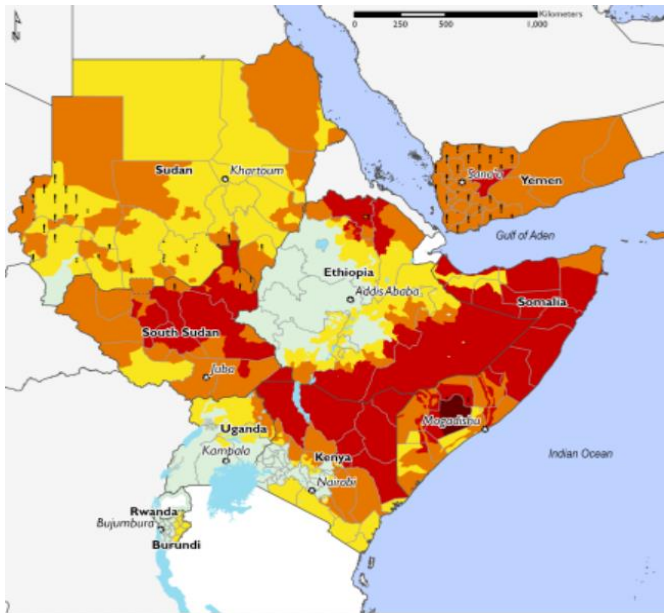 N
Kilometers
0 250 500 1,000
Sudan
Khartoum
Sana'a
Yemen
Gulf of Aden
Ethiopia
Addis Ababa
Somalia
South Sudan
Juba
Mogadishu
Uganda
Kenya
Kampala
Nairobi
Indian Ocean
Rwanda
Bujumbura
Burundi